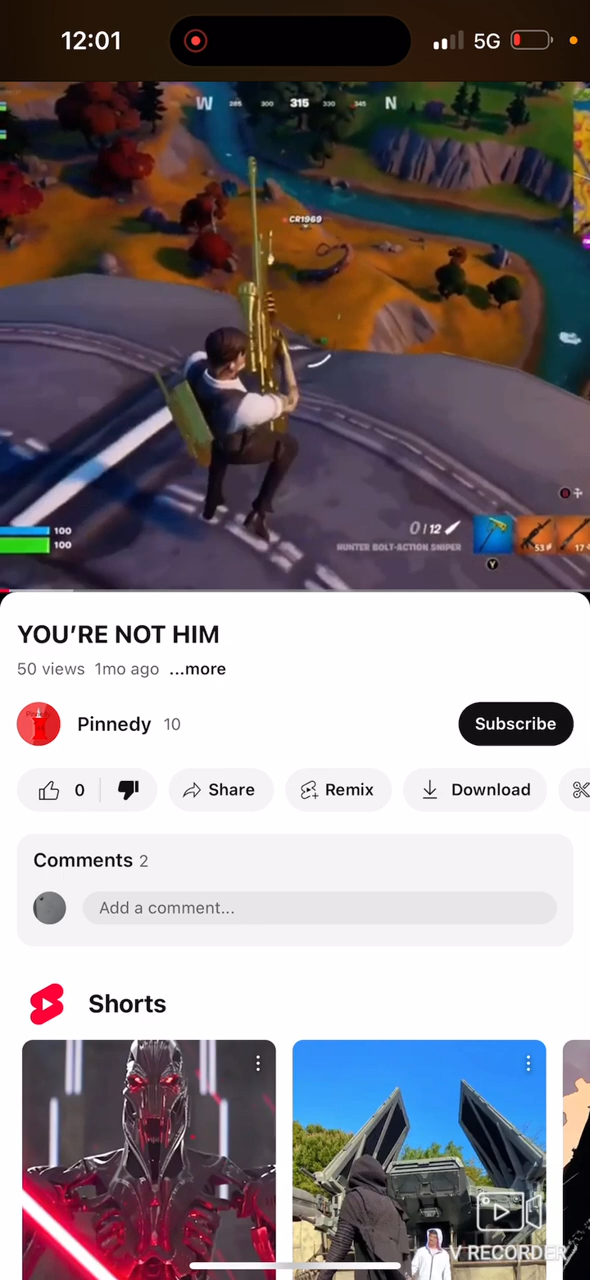 12:01
5G
W 285 300 315 330 345 N
CR1969
0 | 12
HUNTER BOLT-ACTION SNIPER
100
100
53
17
Y
YOU'RE NOT HIM
50 views 1mo ago ...more
Pinnedy 10
Subscribe
0
Share
Remix
Download
Comments 2
Add a comment...
Shorts
V RECORDER